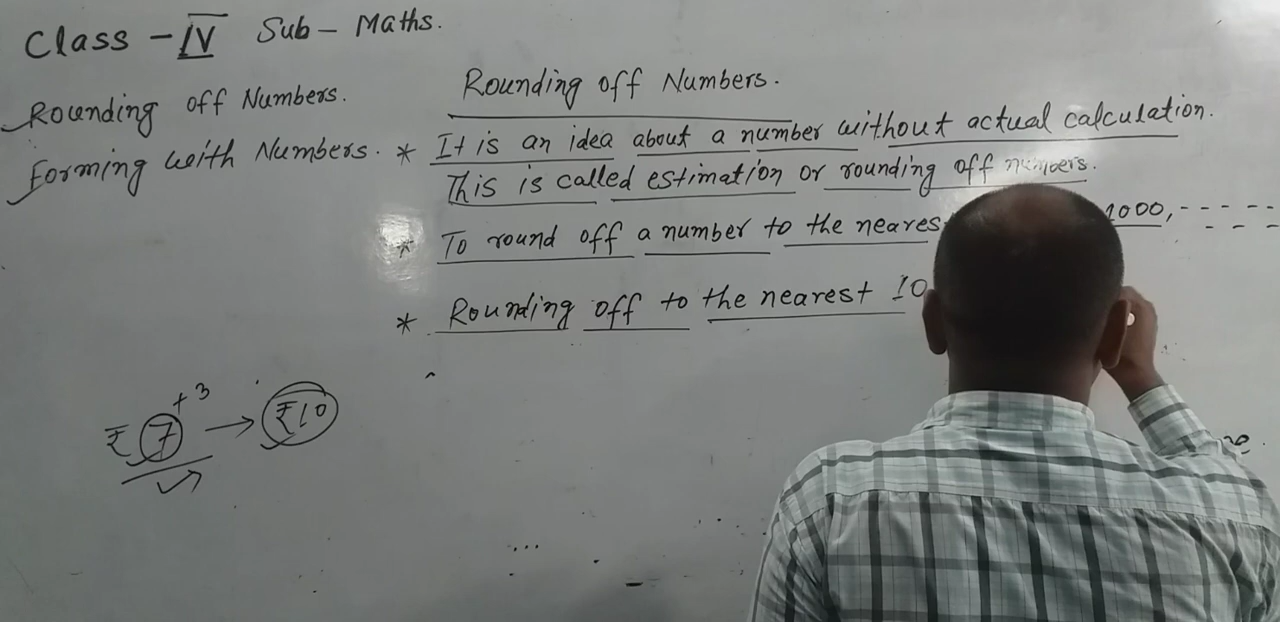 Class - IV Sub - Maths.
Rounding off Numbers.
Forming with Numbers.
Rounding off Numbers.
* It is an idea about a number without actual calculation.
This is called estimation or rounding off numbers.
* To round off a number to the nearest 1000, - - - - -
* Rounding off to the nearest 10
₹ 7 +3 → ₹10